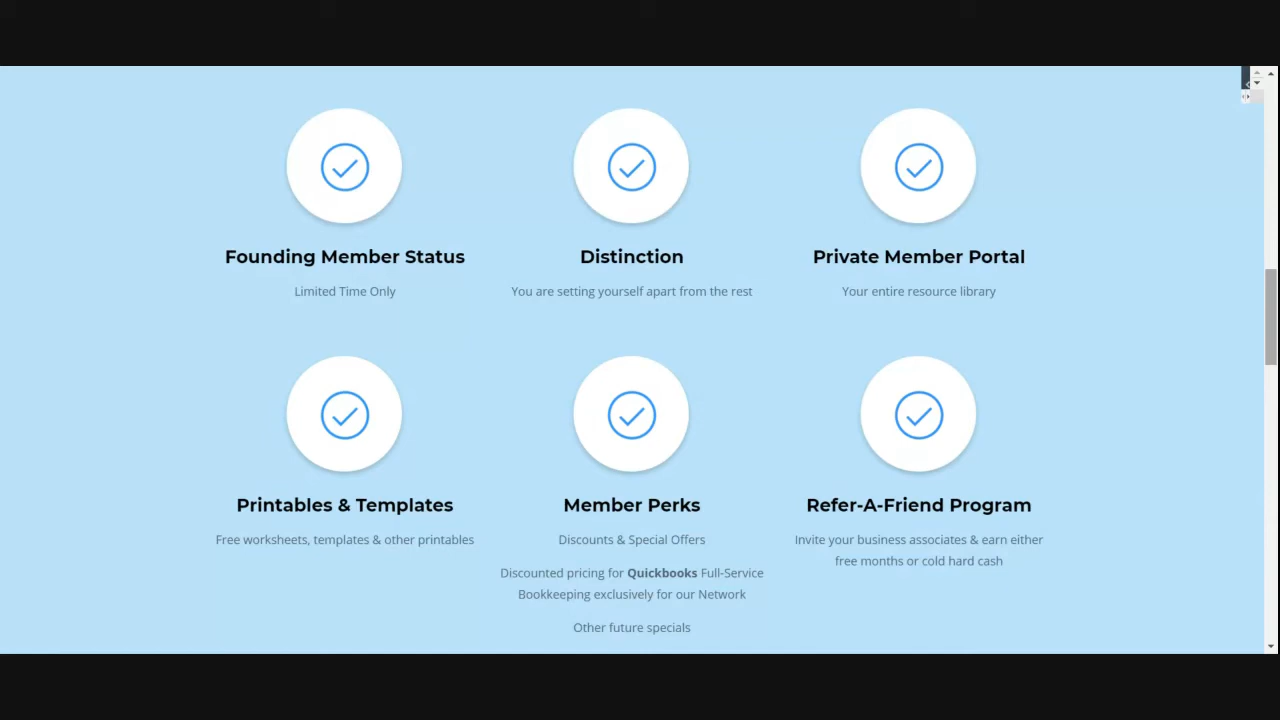 Founding Member Status
Limited Time Only
Distinction
You are setting yourself apart from the rest
Private Member Portal
Your entire resource library
Printables & Templates
Free worksheets, templates & other printables
Member Perks
Discounts & Special Offers
Discounted pricing for Quickbooks Full-Service
Bookkeeping exclusively for our Network
Other future specials
Refer-A-Friend Program
Invite your business associates & earn either
free months or cold hard cash